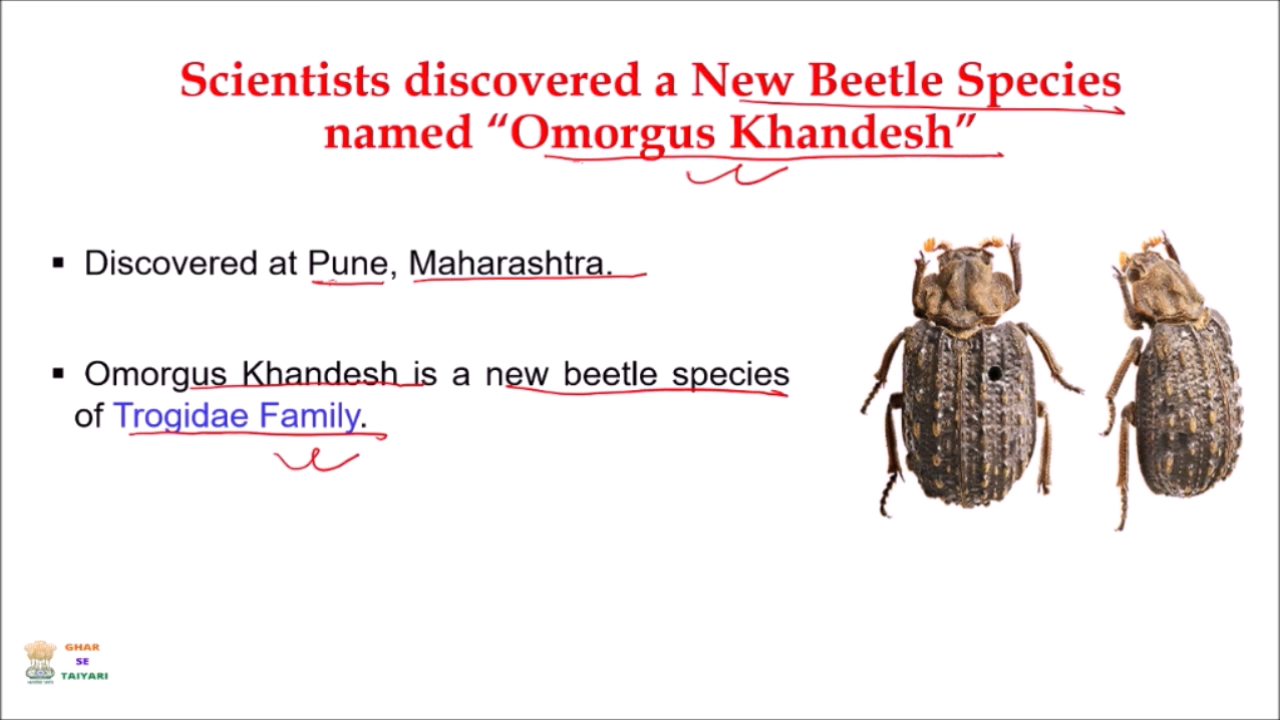 Scientists discovered a New Beetle Species
named “Omorgus Khandesh”
▪ Discovered at Pune, Maharashtra.
▪ Omorgus Khandesh is a new beetle species
of Trogidae Family.
GHAR
SE
TAIYARI